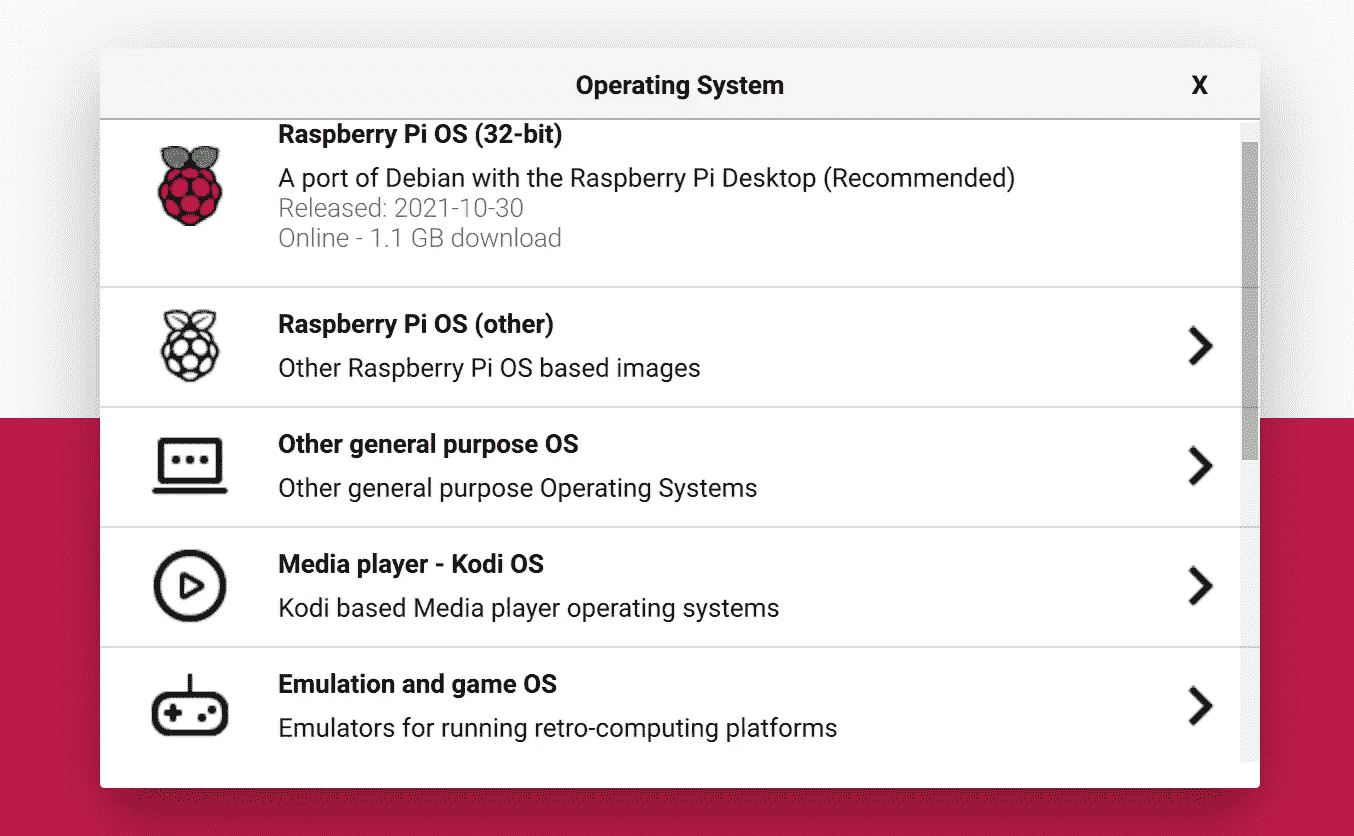 Operating System
X
Raspberry Pi OS (32-bit)
A port of Debian with the Raspberry Pi Desktop (Recommended)
Released: 2021-10-30
Online - 1.1 GB download
Raspberry Pi OS (other)
Other Raspberry Pi OS based images
Other general purpose OS
Other general purpose Operating Systems
Media player - Kodi OS
Kodi based Media player operating systems
Emulation and game OS
Emulators for running retro-computing platforms